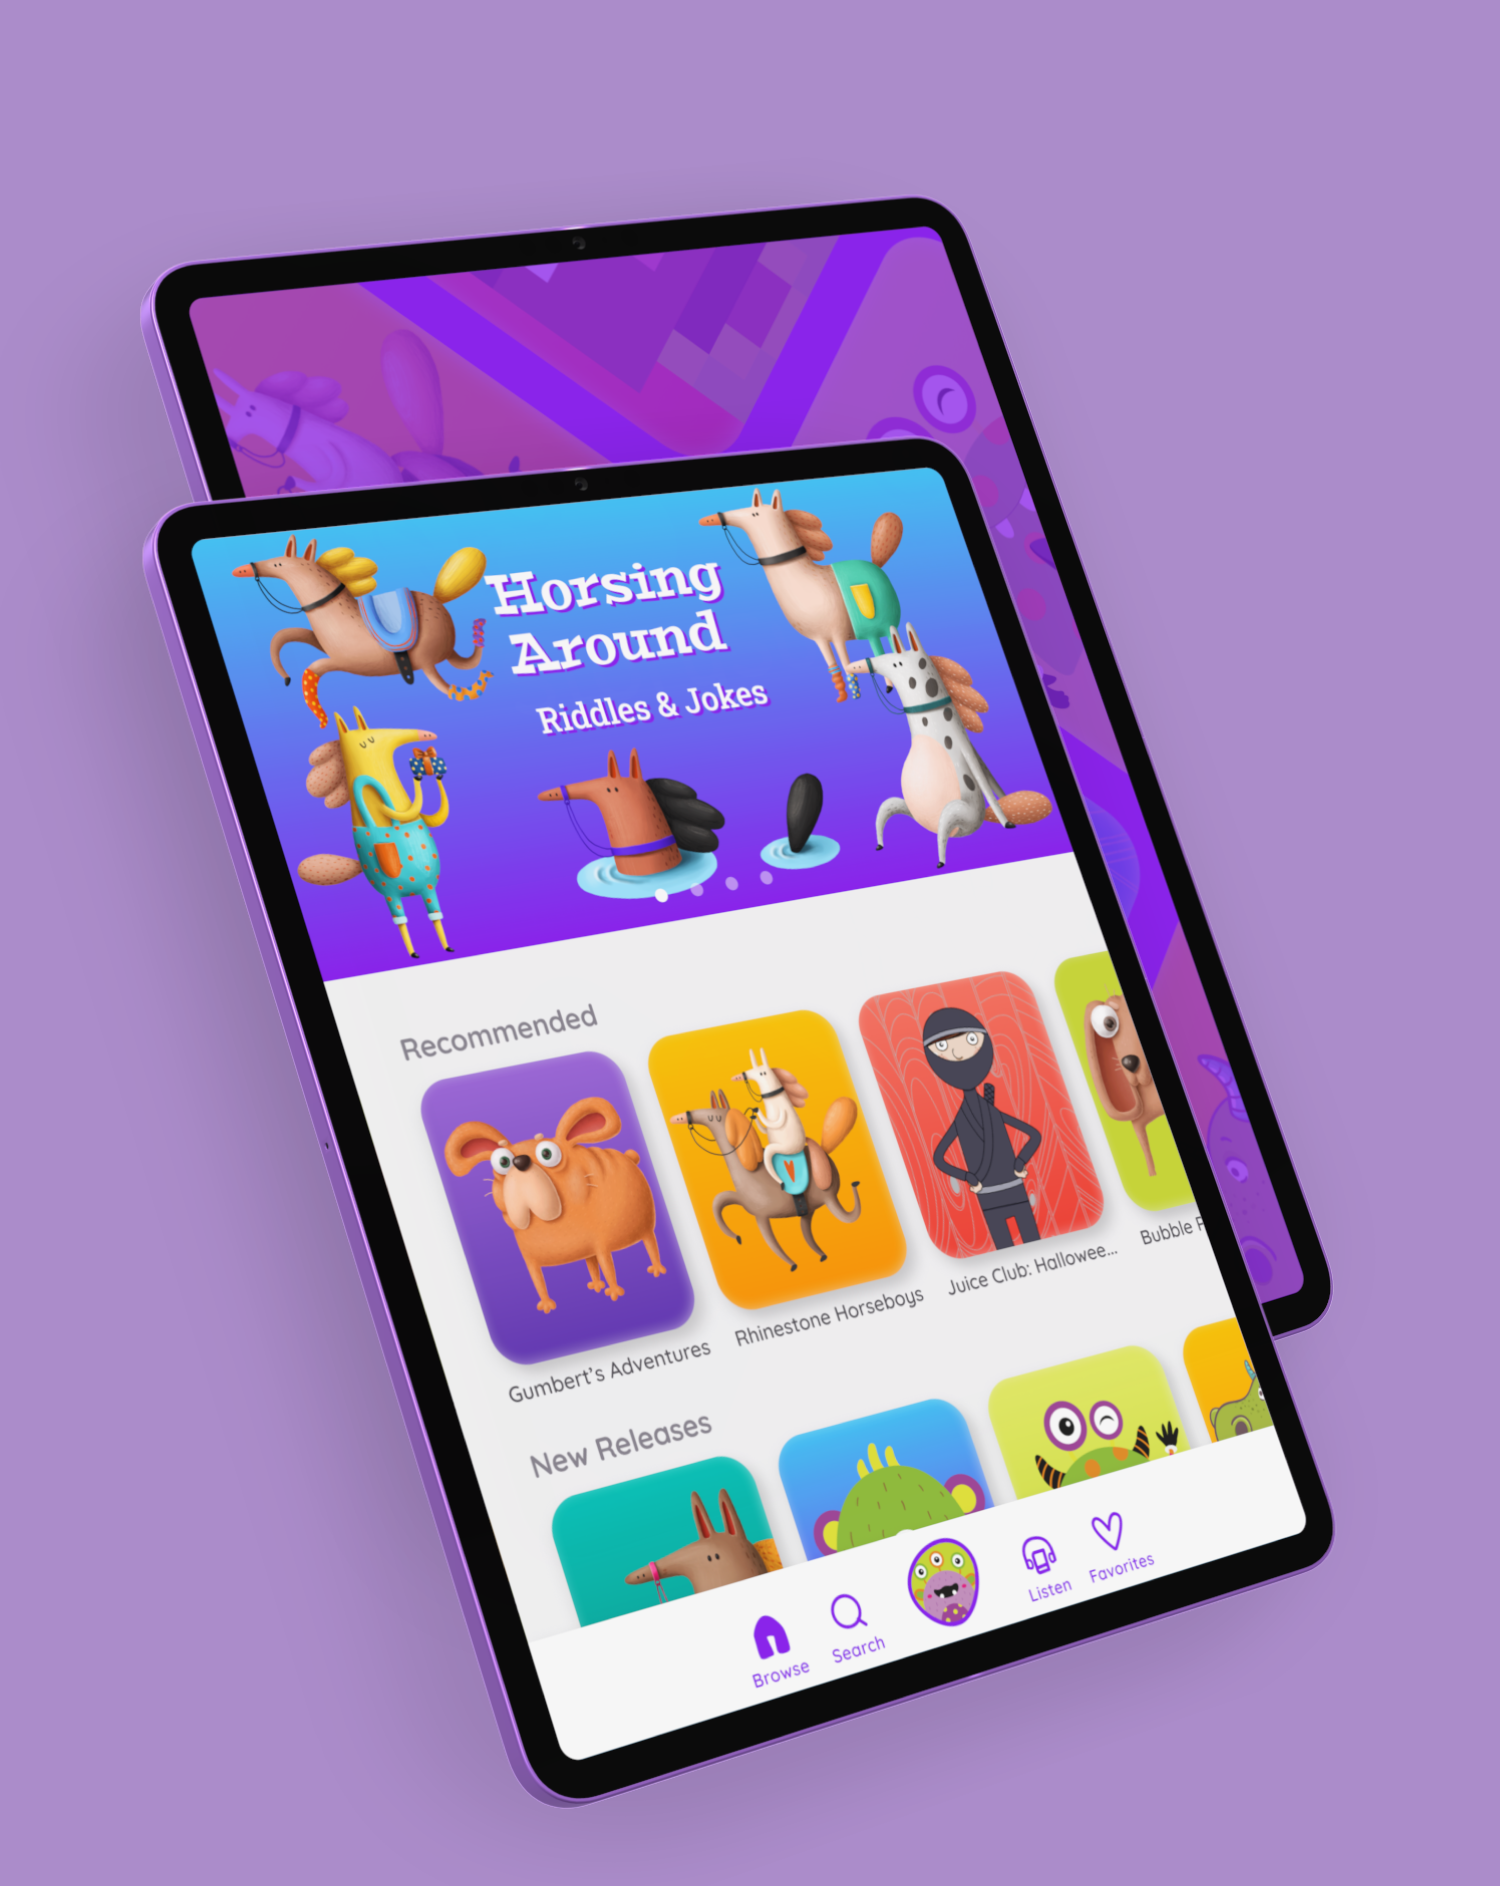 Horsing
Around
Riddles & Jokes
Recommended
Gumbert's Adventures
Rhinestone Horseboys
Juice Club: Hallowee...
Bubble
New Releases
Browse
Search
Listen
Favorites